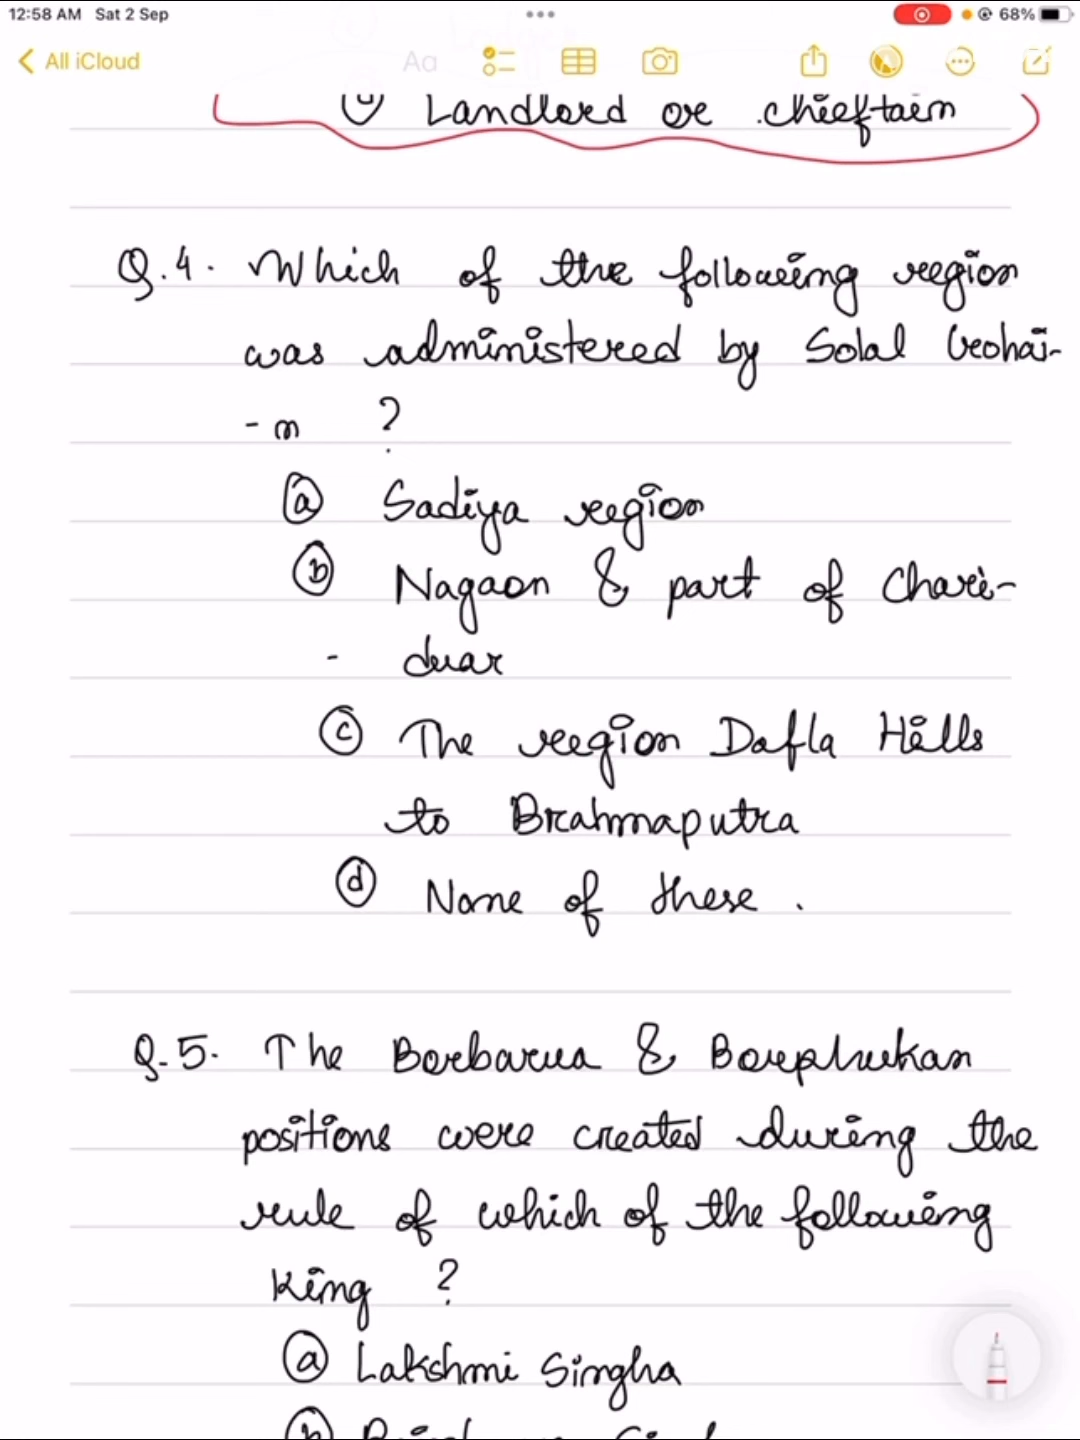 12:58 AM Sat 2 Sep
68%
All iCloud
Aa
Landlord or chieftain
Q.4. Which of the following region
was administered by Solal Gohai-
-n ?
(a) Sadiya region
(b) Nagaon & part of Chari-
- duar
(c) The region Dafla Hills
to Brahmaputra
(d) None of these .
Q.5. The Borbarua & Borphukan
positions were created during the
rule of which of the following
King ?
(a) Lakshmi Singha
(b)